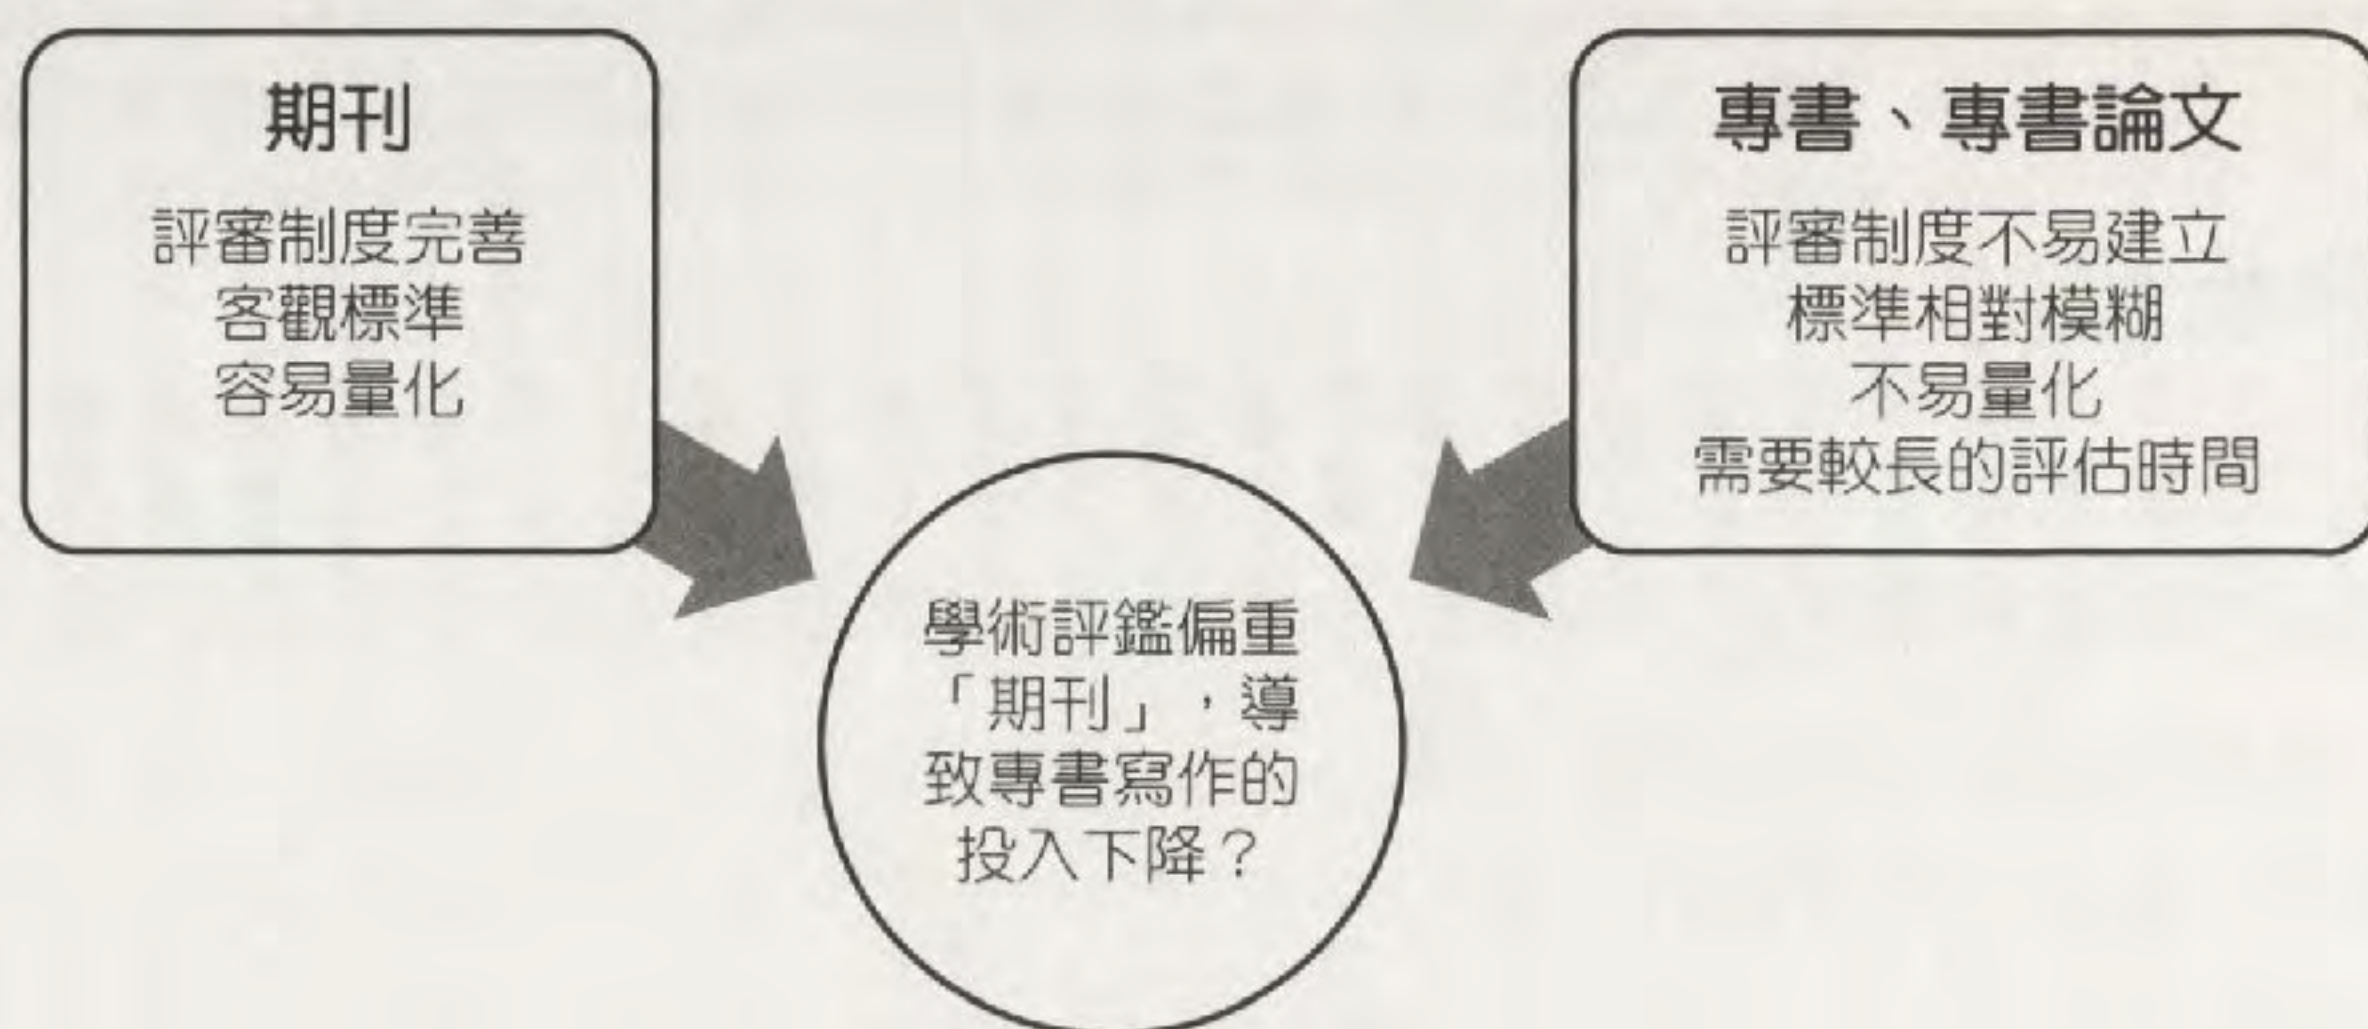 期刊
評審制度完善
客觀標準
容易量化
專書、專書論文
評審制度不易建立
標準相對模糊
不易量化
需要較長的評估時間
學術評鑑偏重
「期刊」，導
致專書寫作的
投入下降？